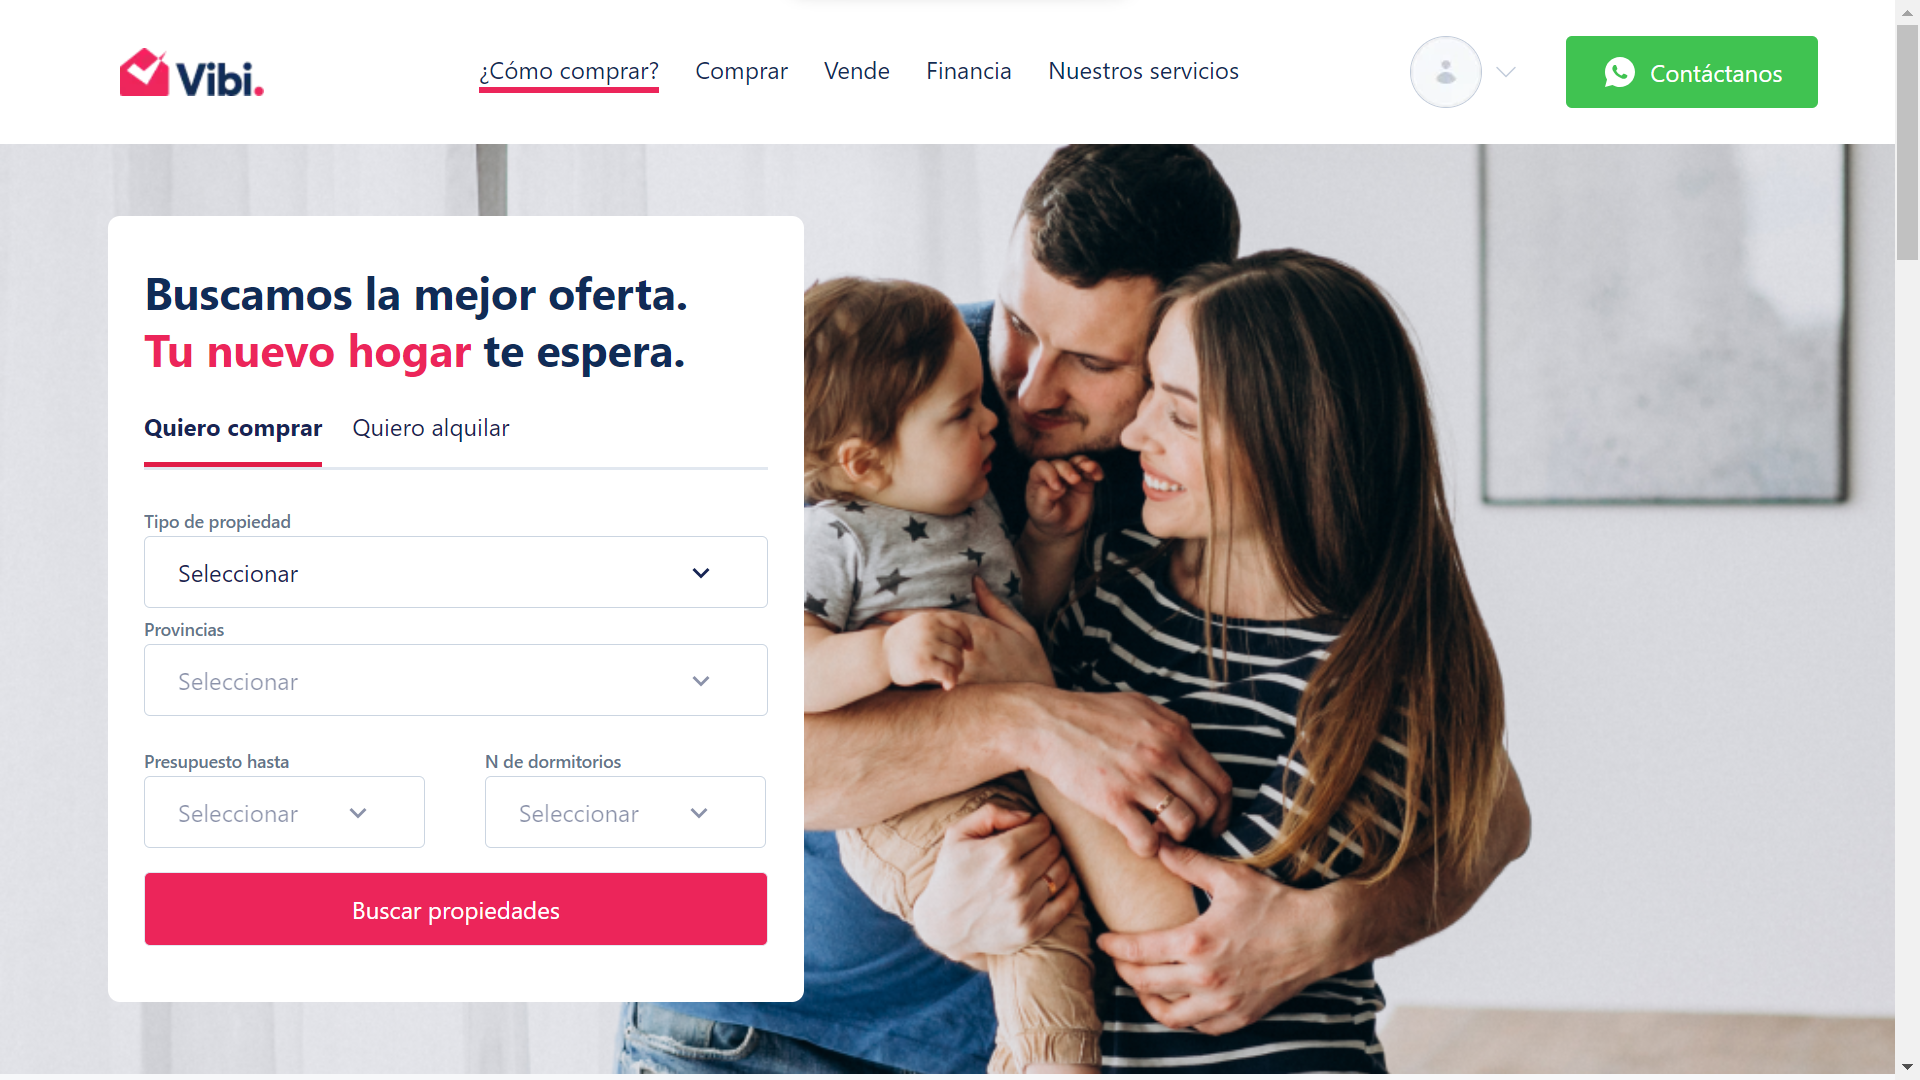 Vibi.
¿Cómo comprar?
Comprar
Vende
Financia
Nuestros servicios
Contáctanos
Buscamos la mejor oferta.
Tu nuevo hogar te espera.
Quiero comprar
Quiero alquilar
Tipo de propiedad
Seleccionar
Provincias
Seleccionar
Presupuesto hasta
N de dormitorios
Seleccionar
Seleccionar
Buscar propiedades